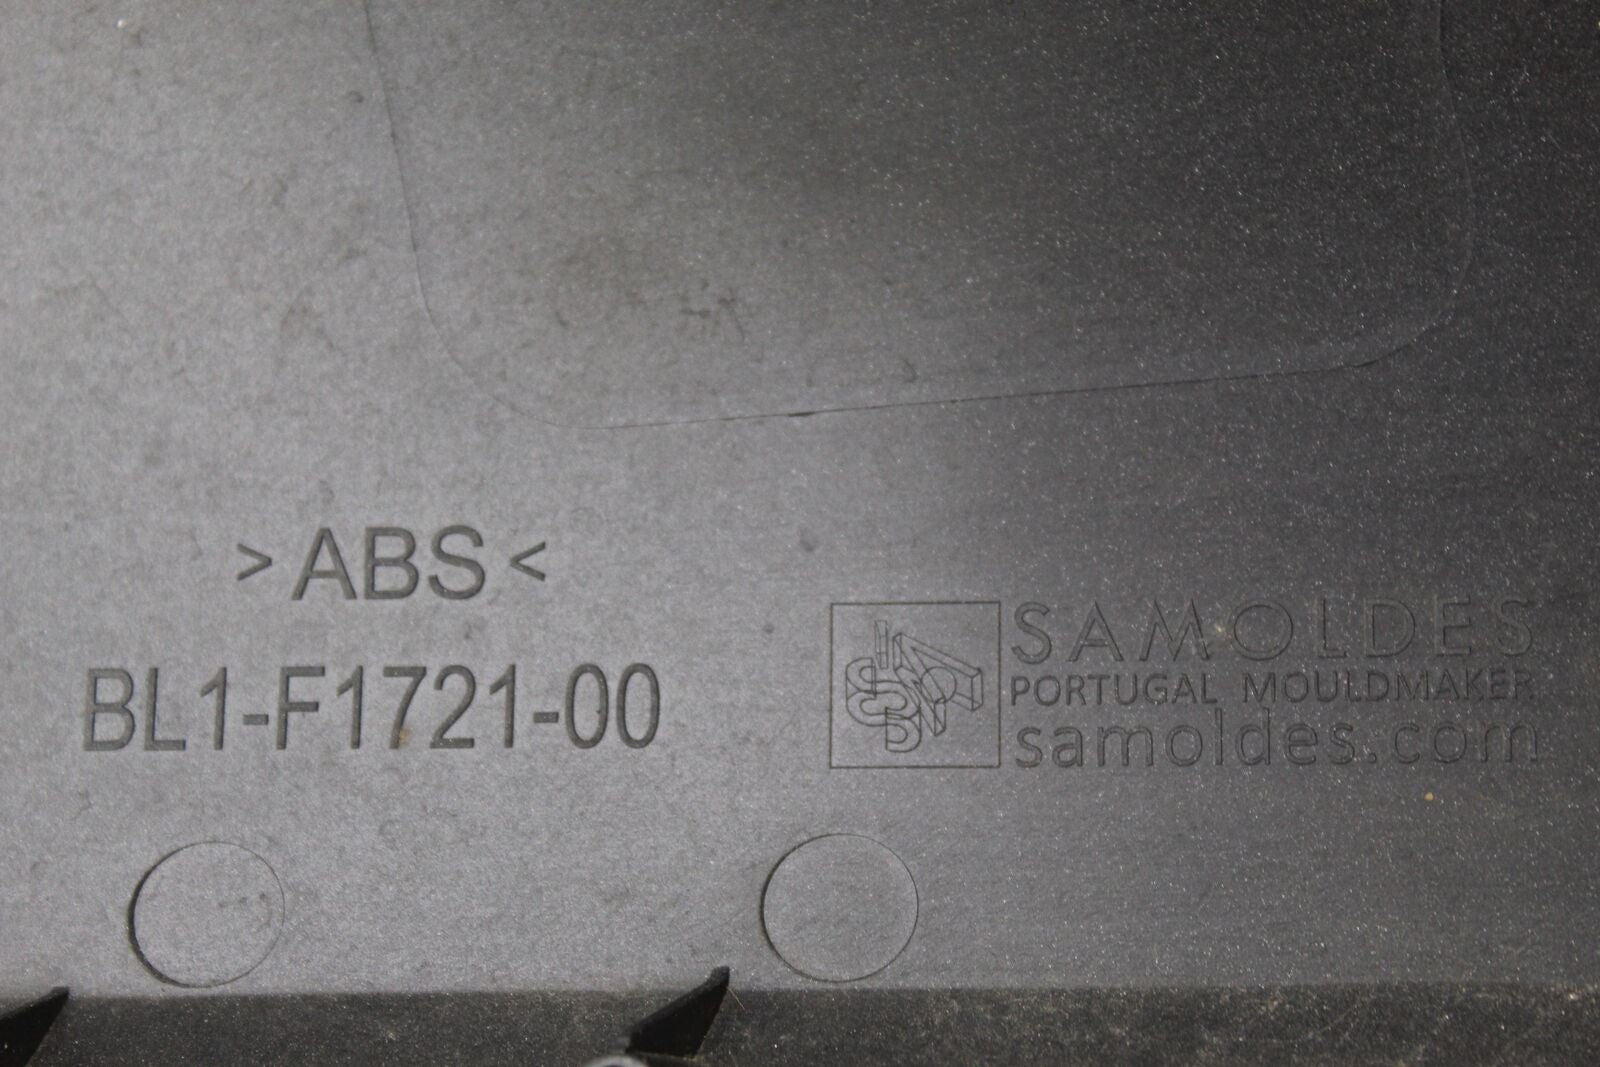 >ABS<
BL1-F1721-00
SAMOLDES
PORTUGAL MOULDMAKER
samoldes.com